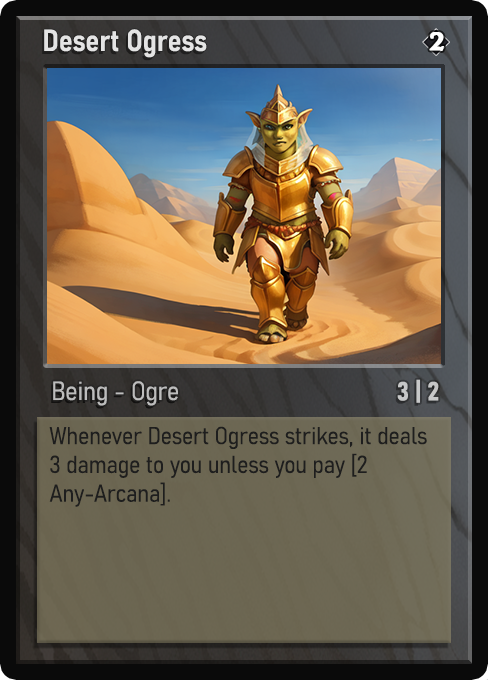 Desert Ogress 2
Being - Ogre 3|2
Whenever Desert Ogress strikes, it deals
3 damage to you unless you pay [2
Any-Arcana].